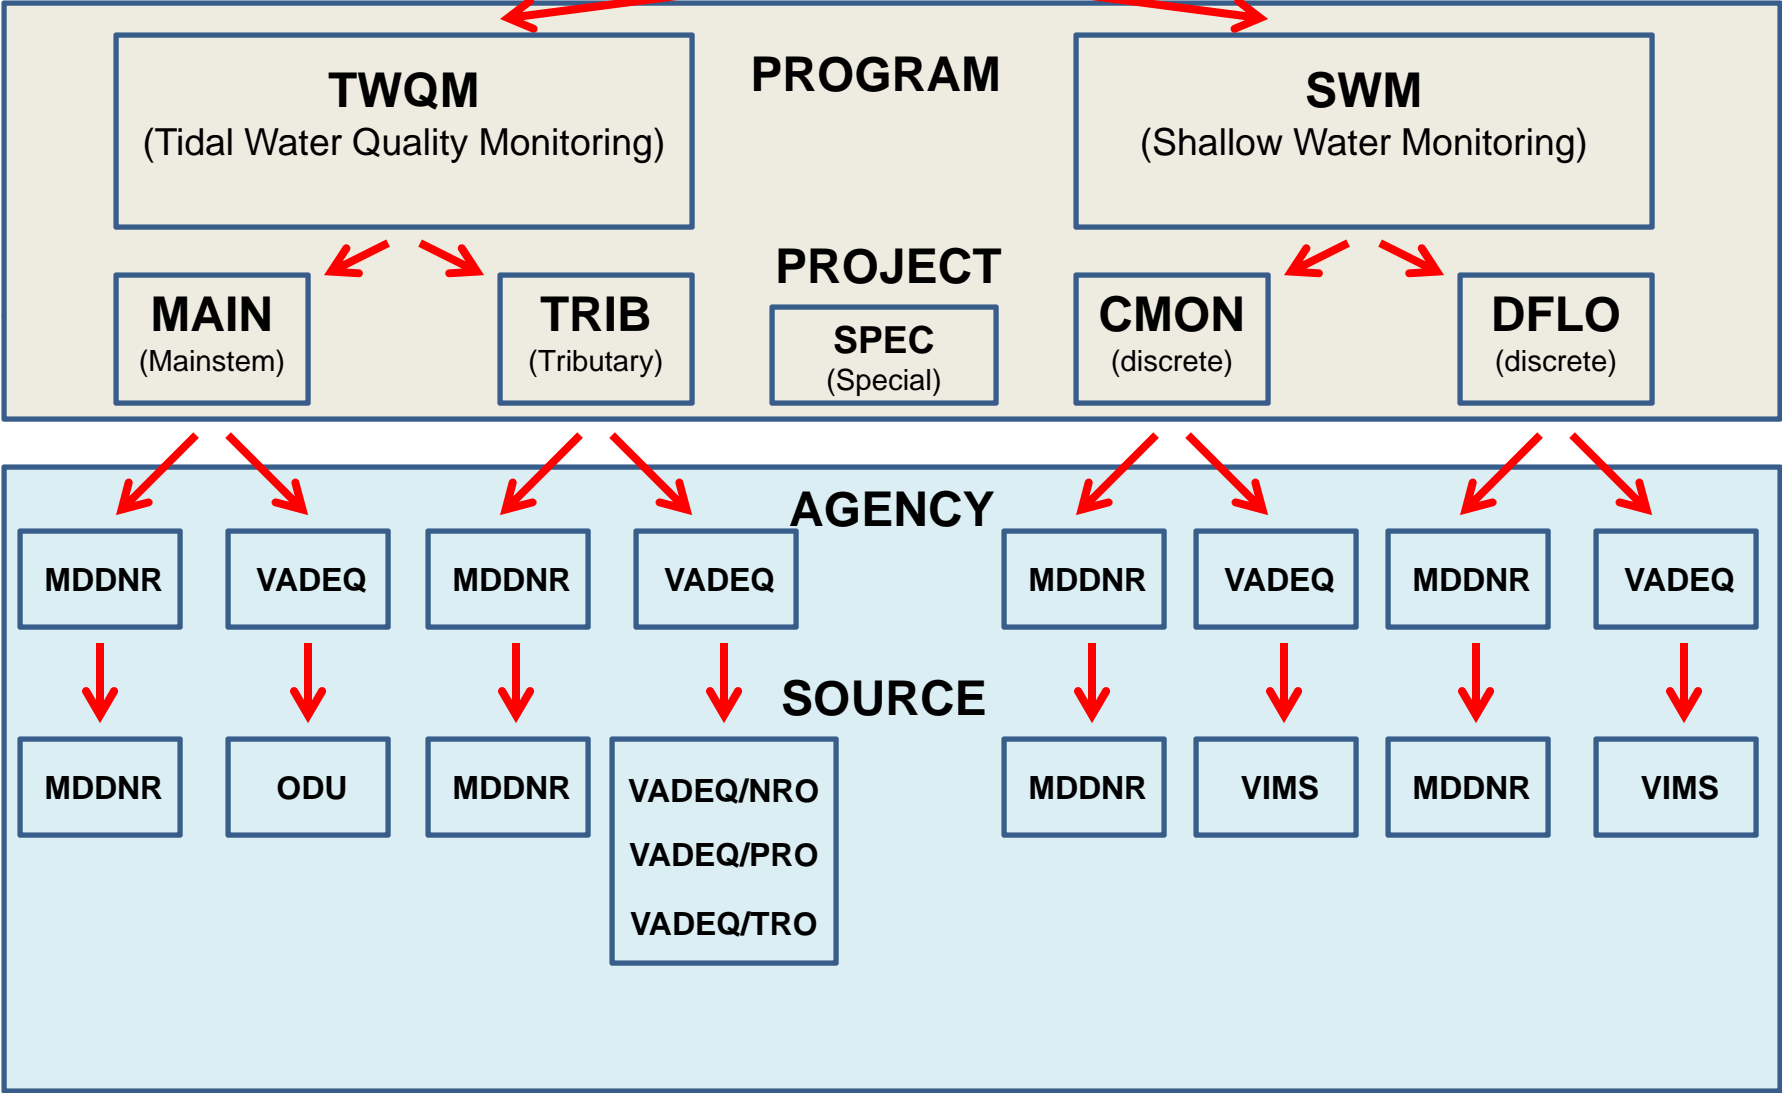 PROGRAM
TWQM
(Tidal Water Quality Monitoring)
SWM
(Shallow Water Monitoring)
PROJECT
MAIN
(Mainstem)
TRIB
(Tributary)
SPEC
(Special)
CMON
(discrete)
DFLO
(discrete)
AGENCY
MDDNR
VADEQ
MDDNR
VADEQ
MDDNR
VADEQ
MDDNR
VADEQ
SOURCE
MDDNR
ODU
MDDNR
VADEQ/NRO
VADEQ/PRO
VADEQ/TRO
MDDNR
VIMS
MDDNR
VIMS